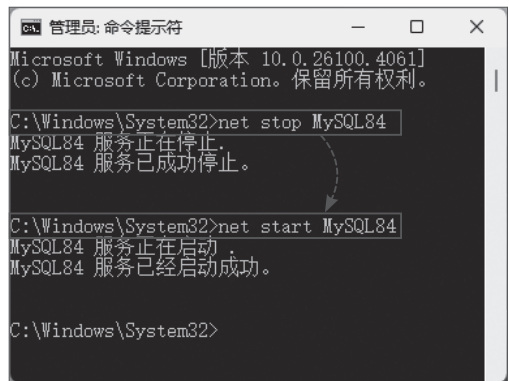 管理员: 命令提示符
Microsoft Windows [版本 10.0.26100.4061]
(c) Microsoft Corporation。保留所有权利。
C:\Windows\System32>net stop MySQL84
MySQL84 服务正在停止.
MySQL84 服务已成功停止。
C:\Windows\System32>net start MySQL84
MySQL84 服务正在启动 .
MySQL84 服务已经启动成功。
C:\Windows\System32>